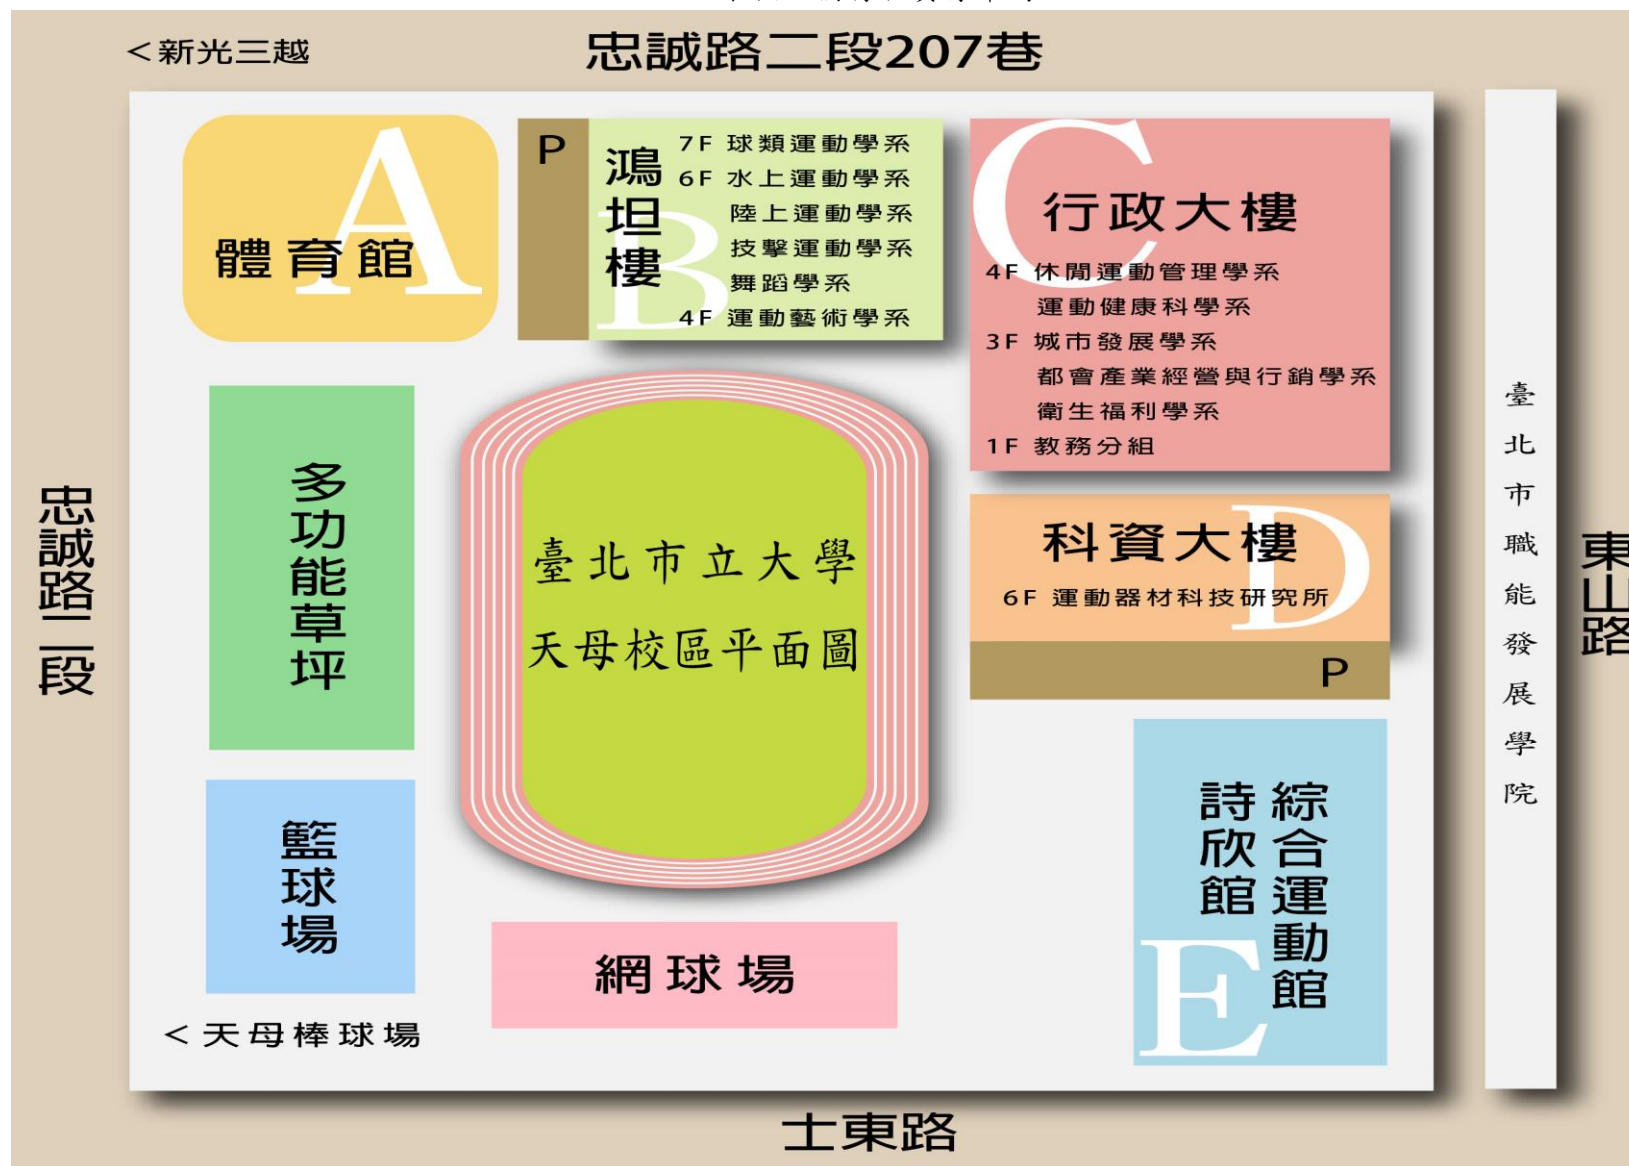 <新光三越
忠誠路二段207巷
A
體育館
P
B
鴻坦樓
7F 球類運動學系
6F 水上運動學系
陸上運動學系
技擊運動學系
舞蹈學系
4F 運動藝術學系
C
行政大樓
4F 休閒運動管理學系
運動健康科學系
3F 城市發展學系
都會產業經營與行銷學系
衛生福利學系
1F 教務分組
D
科資大樓
6F 運動器材科技研究所
P
多功能草坪
臺北市立大學
天母校區平面圖
籃球場
網球場
綜合運動館
詩欣館
E
<天母棒球場
忠誠路二段
臺北市職能發展學院
東山路
士東路